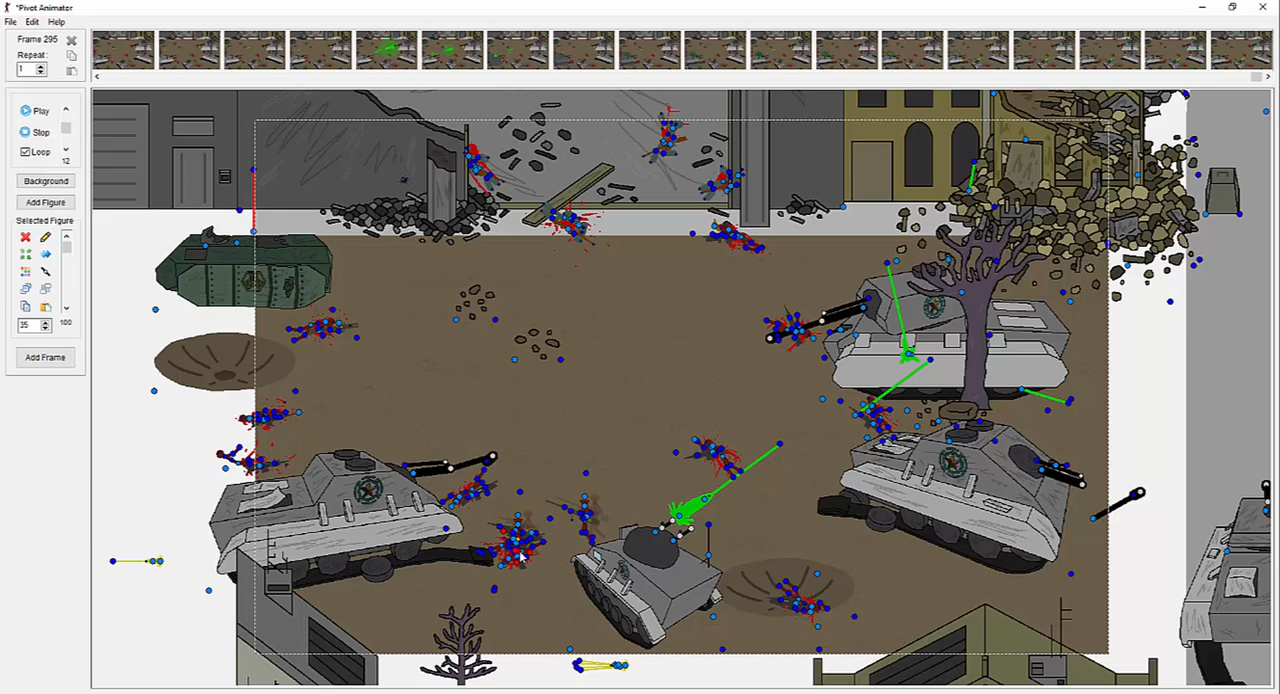 *Pivot Animator
File Edit Help
Frame 295
Repeat:
1
Play
Stop
Loop
12
Background
Add Figure
Selected Figure
35
100
Add Frame